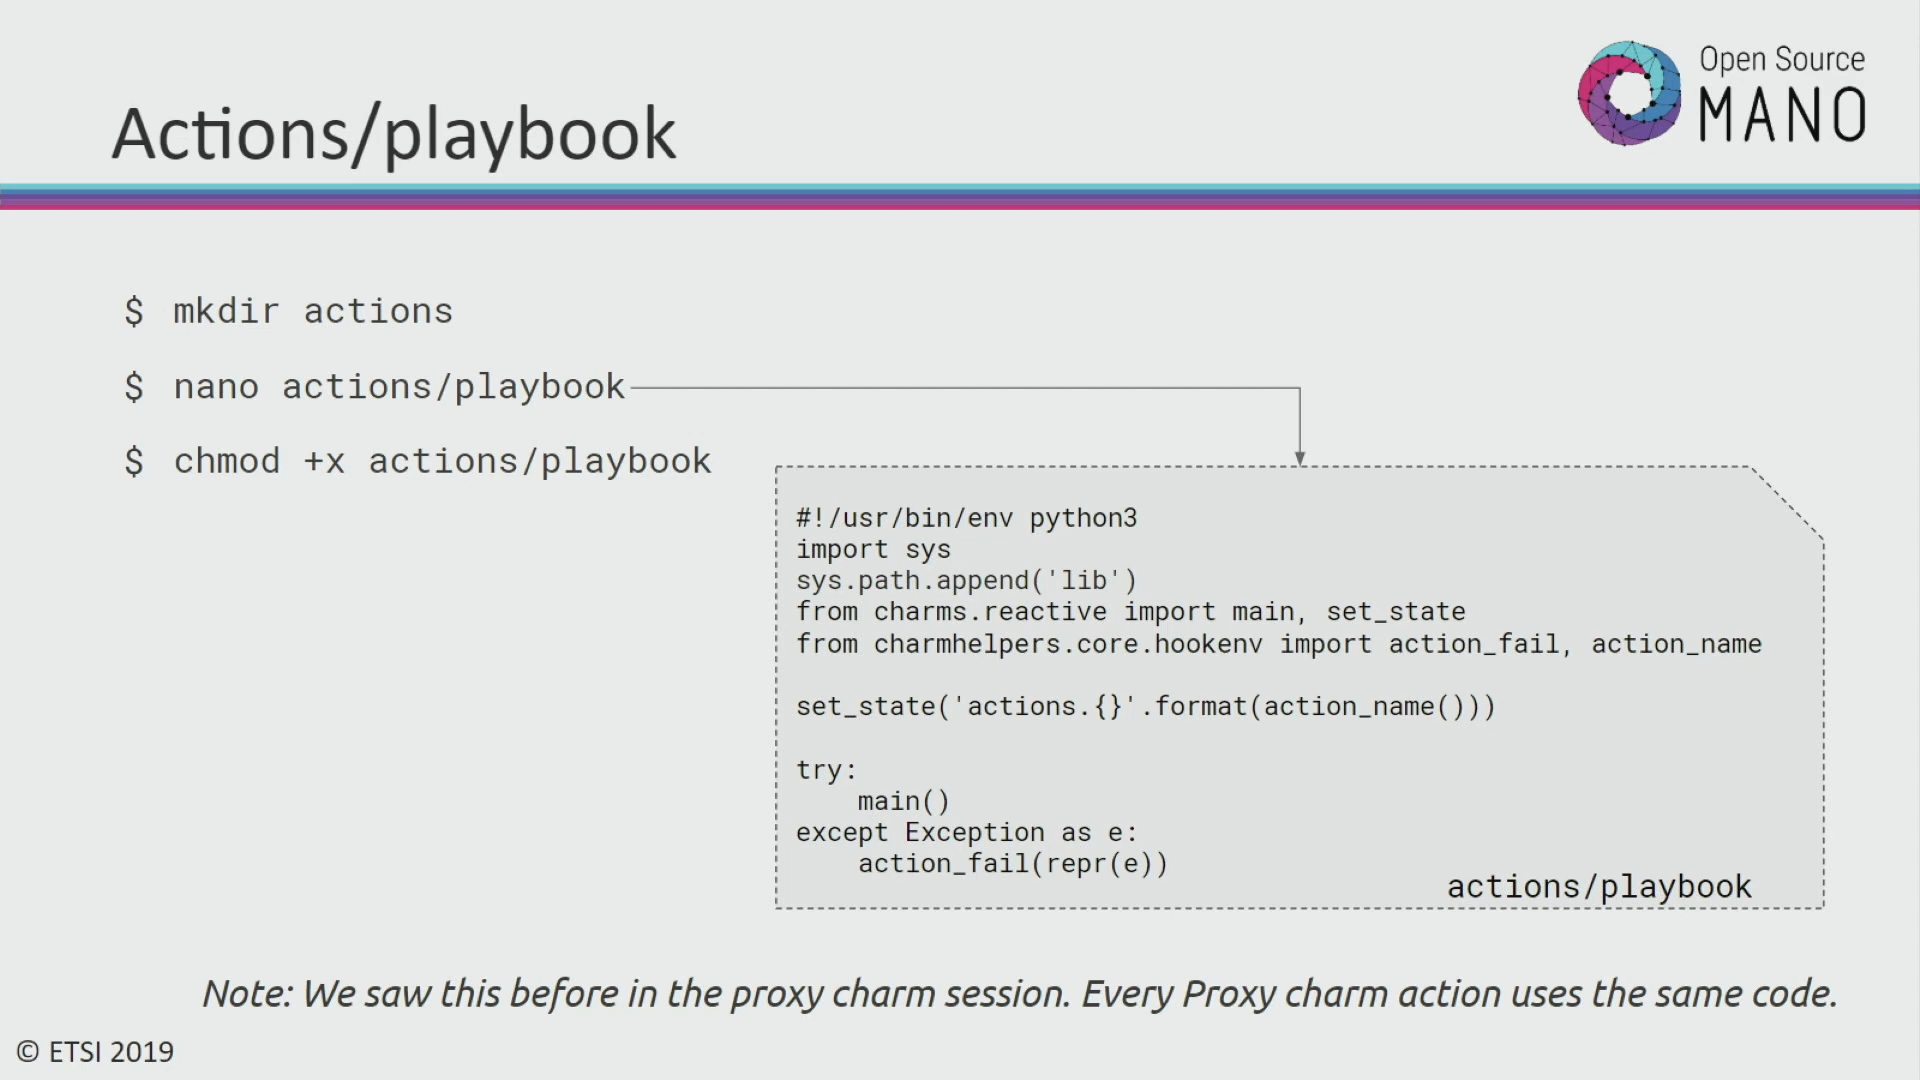 Open Source
MANO
Actions/playbook
$ mkdir actions
$ nano actions/playbook
$ chmod +x actions/playbook
#!/usr/bin/env python3
import sys
sys.path.append('lib')
from charms.reactive import main, set_state
from charmhelpers.core.hookenv import action_fail, action_name
set_state('actions.{}'.format(action_name()))
try:
    main()
except Exception as e:
    action_fail(repr(e))
actions/playbook
Note: We saw this before in the proxy charm session. Every Proxy charm action uses the same code.
© ETSI 2019